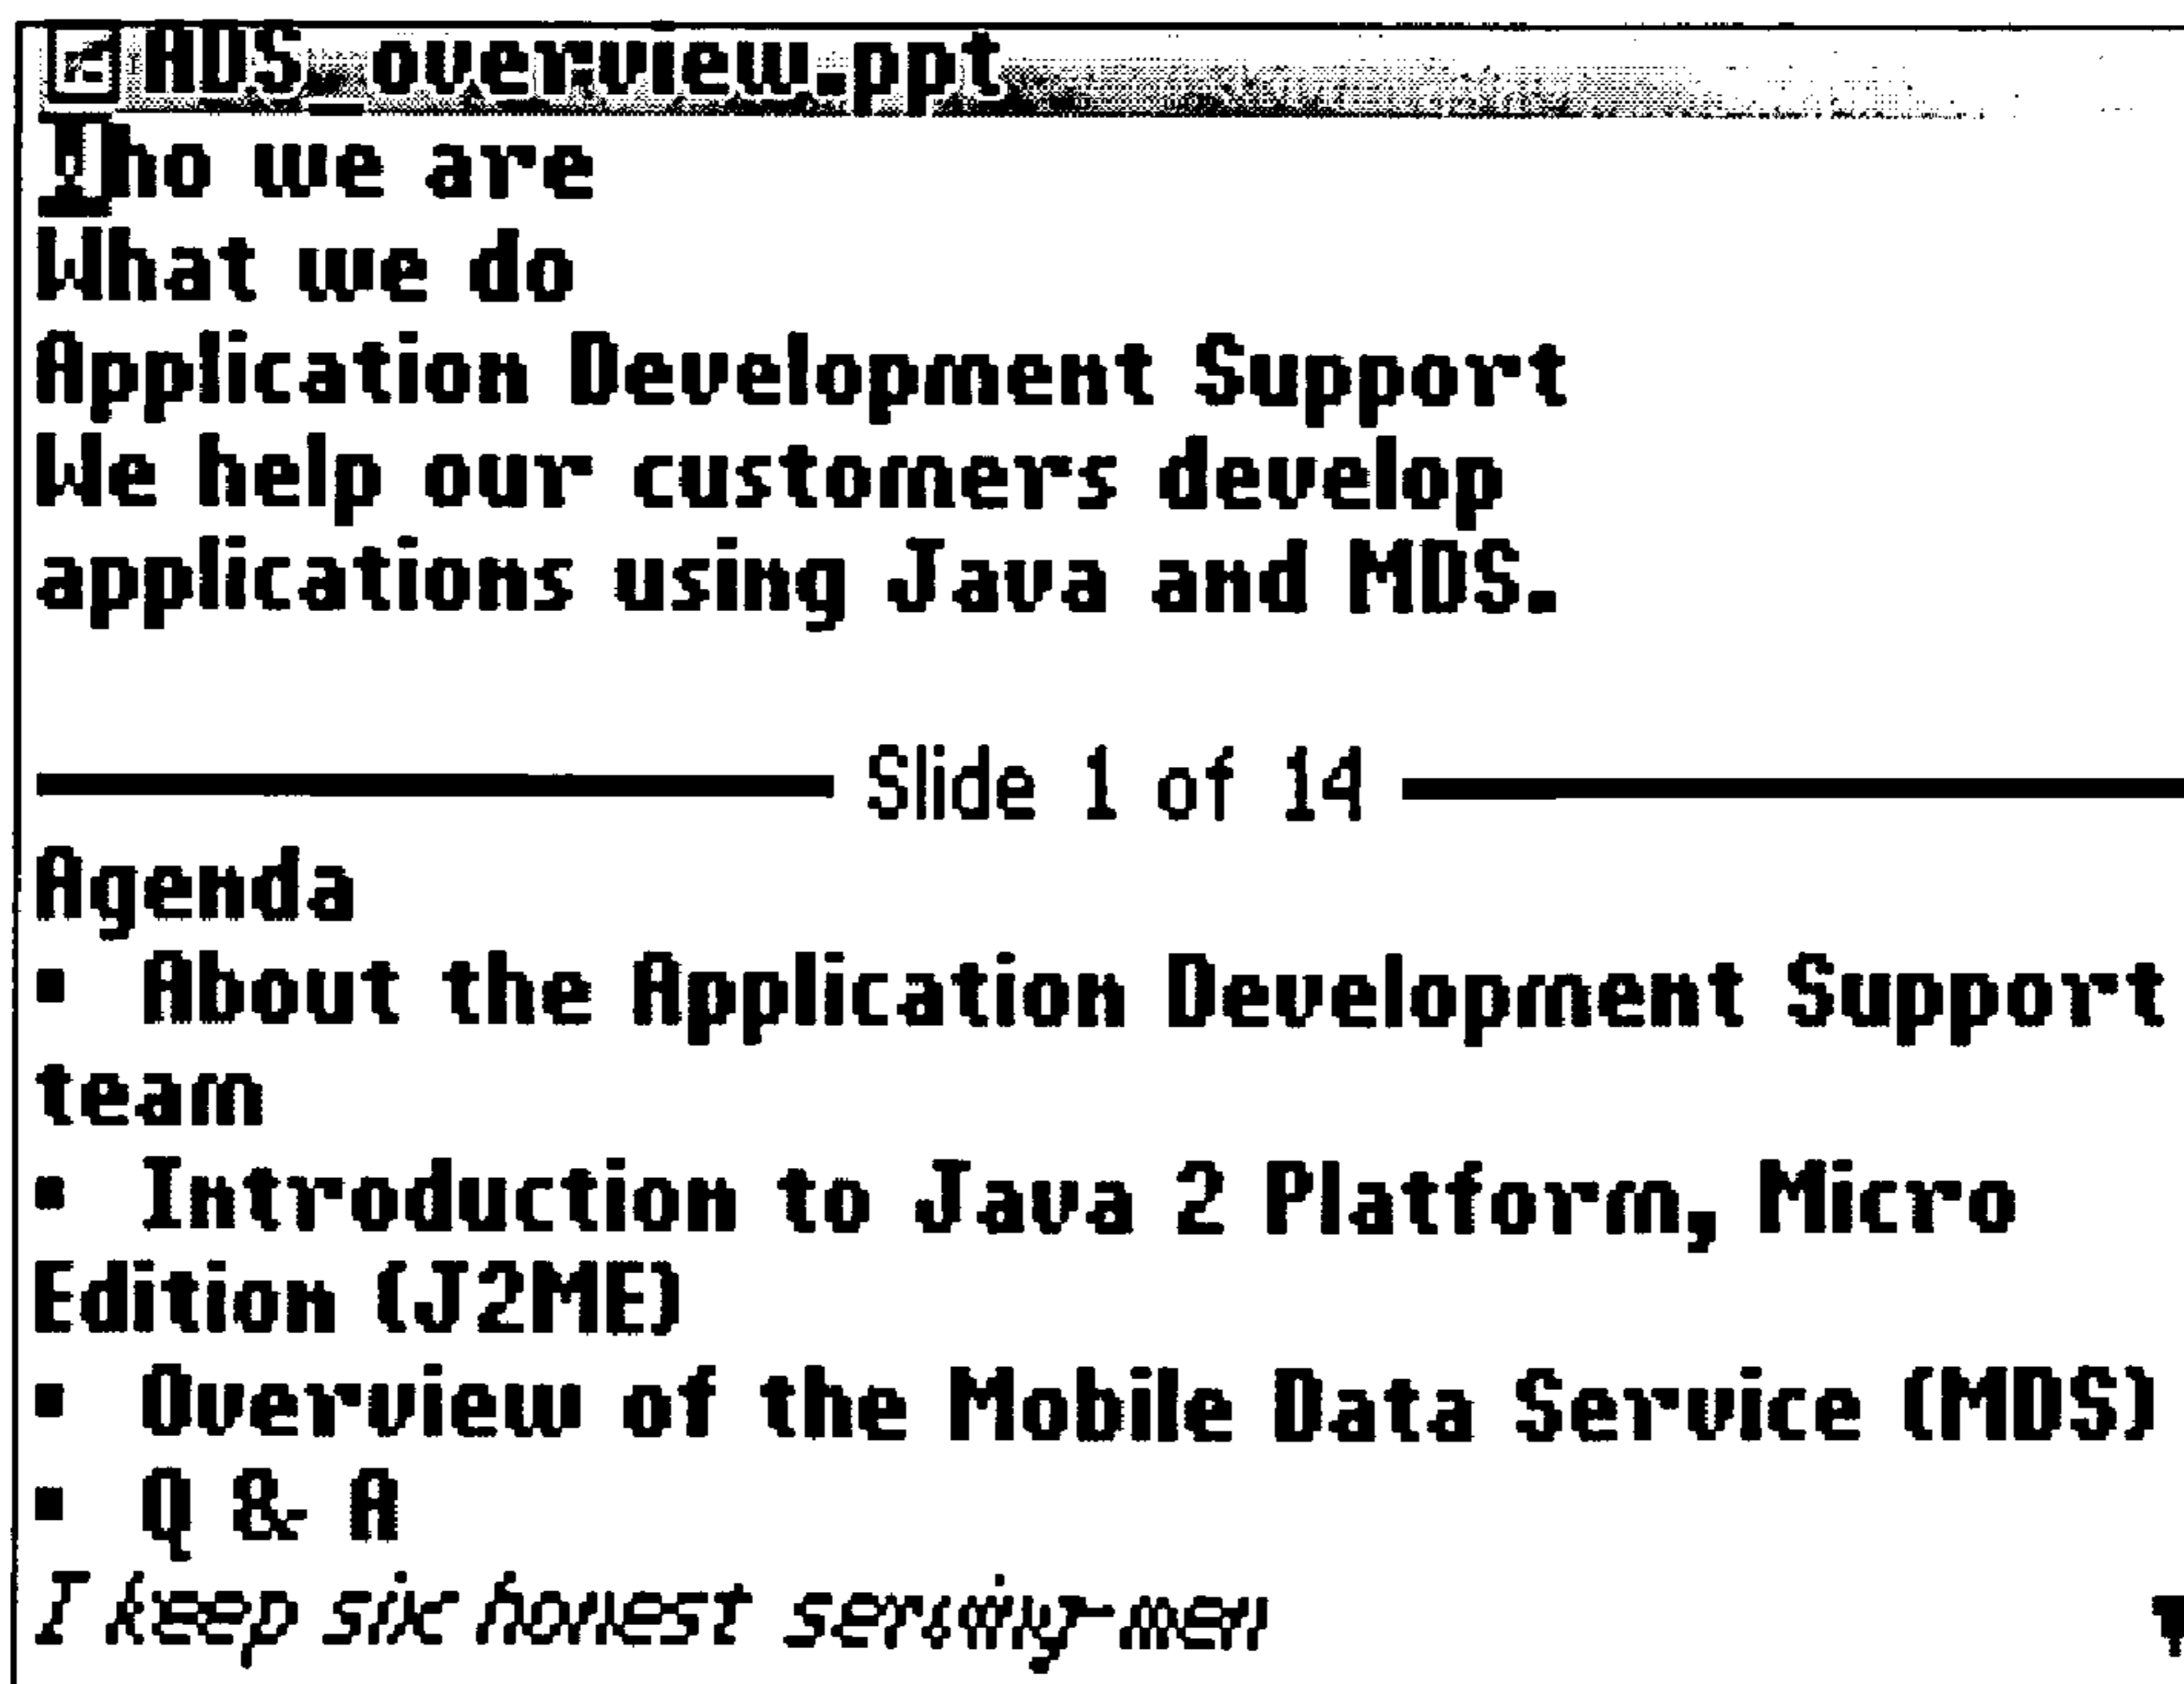 ADS_overview.ppt
Who we are
What we do
Application Development Support
We help our customers develop
applications using Java and MDS.
Slide 1 of 14
Agenda
▪ About the Application Development Support
team
▪ Introduction to Java 2 Platform, Micro
Edition (J2ME)
▪ Overview of the Mobile Data Service (MDS)
▪ Q & A
I keep six honest serving-men